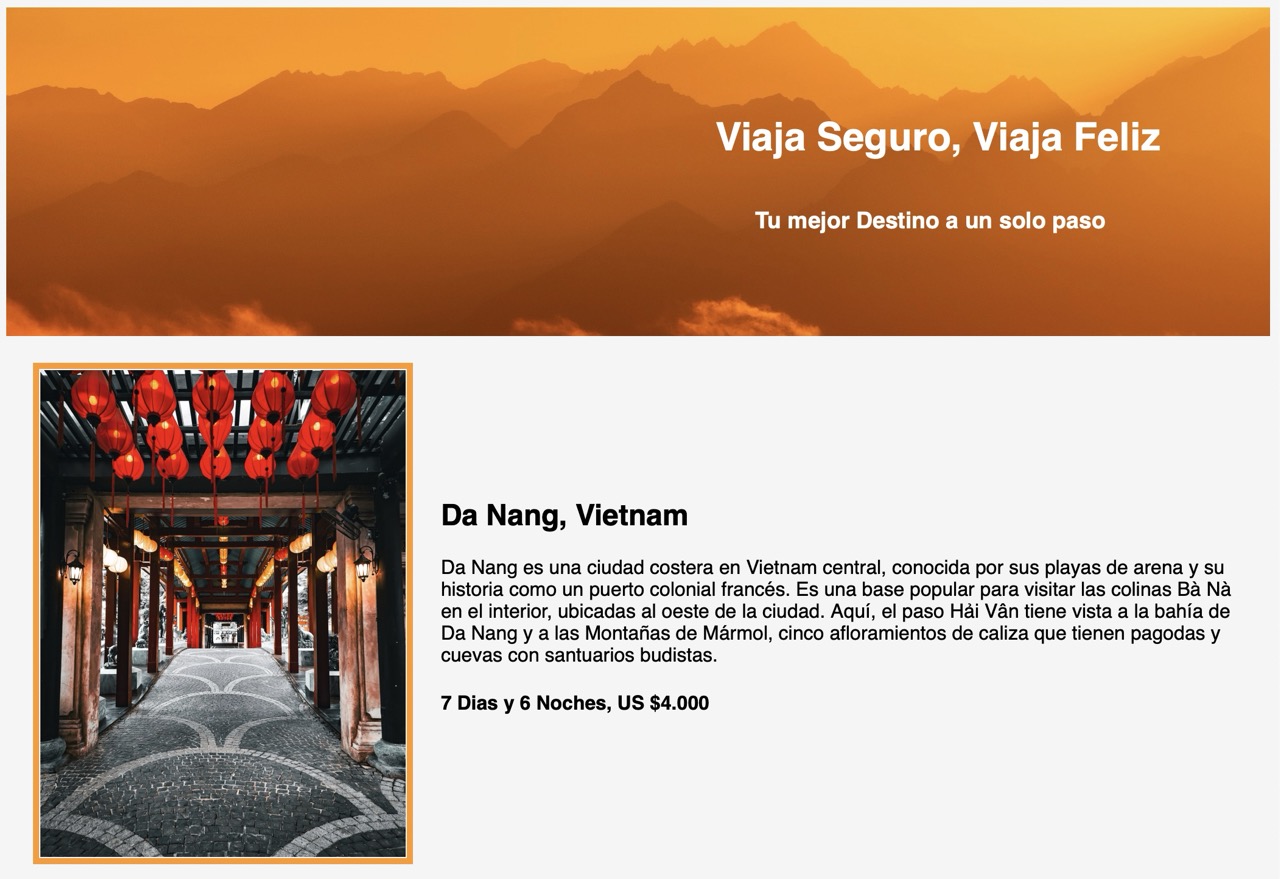 Viaja Seguro, Viaja Feliz
Tu mejor Destino a un solo paso
Da Nang, Vietnam
Da Nang es una ciudad costera en Vietnam central, conocida por sus playas de arena y su
historia como un puerto colonial francés. Es una base popular para visitar las colinas Bà Nà
en el interior, ubicadas al oeste de la ciudad. Aquí, el paso Hải Vân tiene vista a la bahía de
Da Nang y a las Montañas de Mármol, cinco afloramientos de caliza que tienen pagodas y
cuevas con santuarios budistas.
7 Dias y 6 Noches, US $4.000